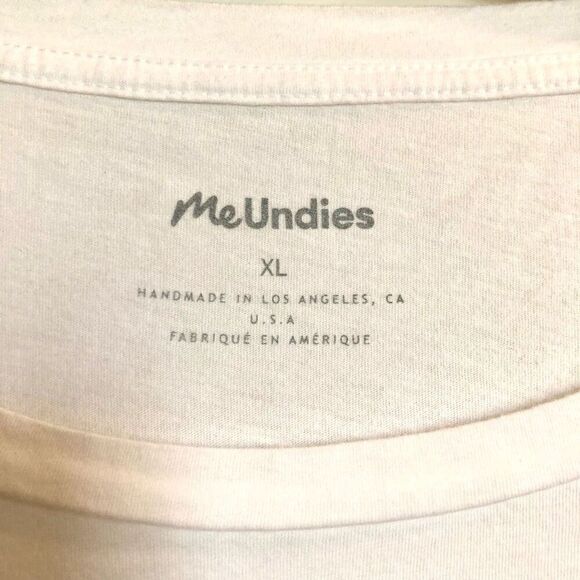 MeUndies
XL
HANDMADE IN LOS ANGELES, CA
U.S.A
FABRIQUÉ EN AMÉRIQUE